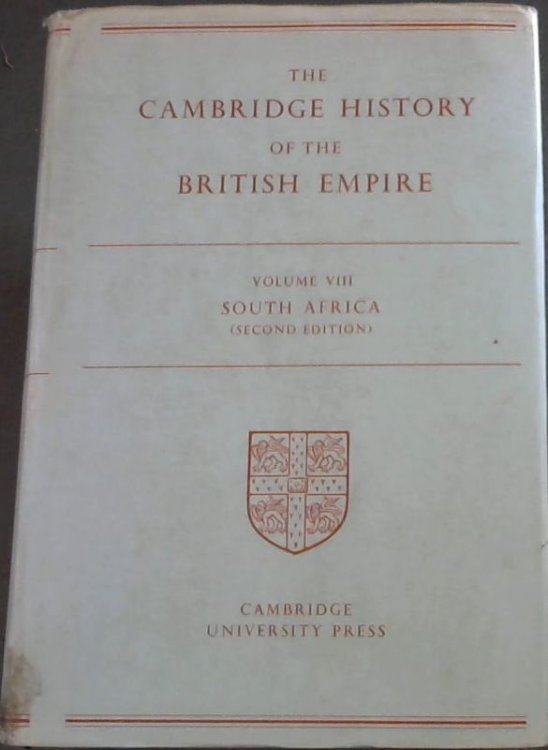 THE
CAMBRIDGE HISTORY
OF THE
BRITISH EMPIRE
VOLUME VIII
SOUTH AFRICA
(SECOND EDITION)
CAMBRIDGE
UNIVERSITY PRESS